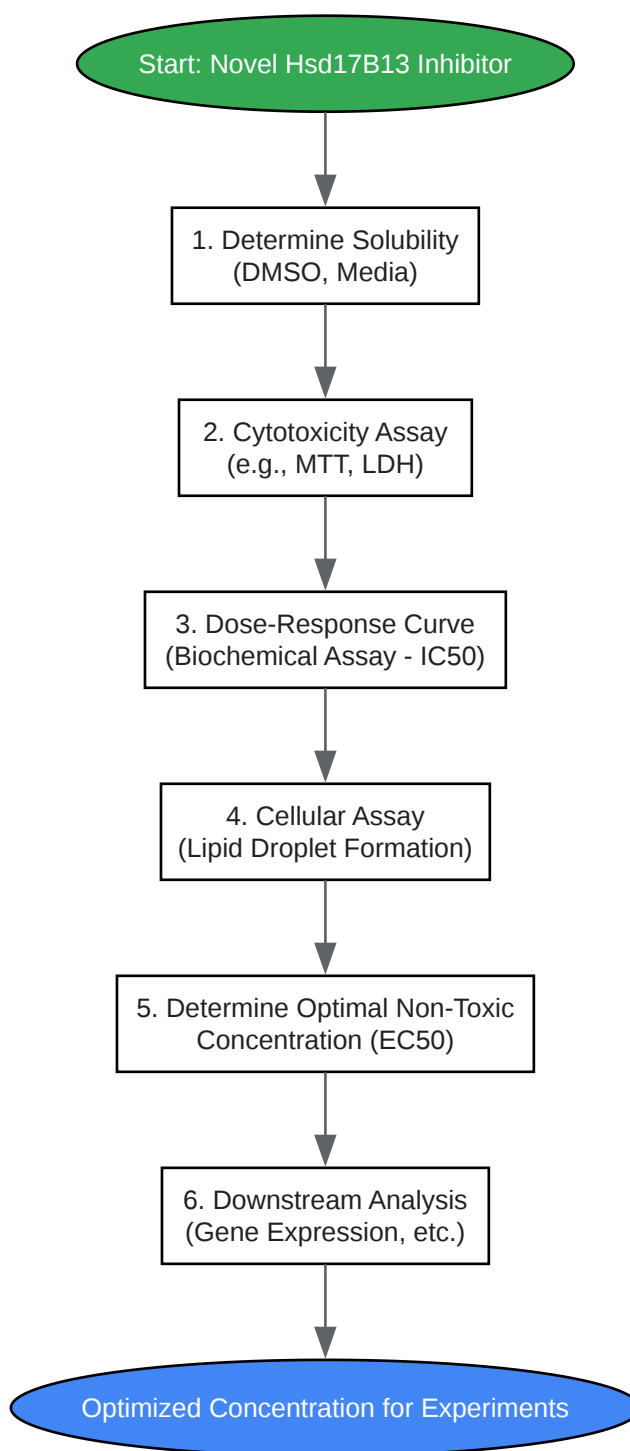 Start: Novel Hsd17B13 Inhibitor
1. Determine Solubility
(DMSO, Media)
2. Cytotoxicity Assay
(e.g., MTT, LDH)
3. Dose-Response Curve
(Biochemical Assay - IC50)
4. Cellular Assay
(Lipid Droplet Formation)
5. Determine Optimal Non-Toxic
Concentration (EC50)
6. Downstream Analysis
(Gene Expression, etc.)
Optimized Concentration for Experiments